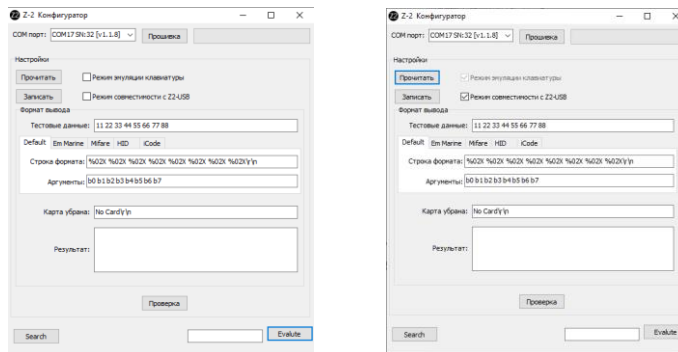 Z-2 Конфигуратор
COM порт: COM17 SN:32 [v1.1.8] Прошивка
Настройки
Прочитать Режим эмуляции клавиатуры
Записать Режим совместимости с Z2-USB
Формат вывода
Тестовые данные: 11 22 33 44 55 66 77 88
Default Em Marine Mifare HID iCode
Строка формата: %02X %02X %02X %02X %02X %02X %02X %02X\r\n
Аргументы: b0 b1 b2 b3 b4 b5 b6 b7
Карта убрана: No Card\r\n
Результат:
Проверка
Search Evalute
Z-2 Конфигуратор
COM порт: COM17 SN:32 [v1.1.8] Прошивка
Настройки
Прочитать Режим эмуляции клавиатуры
Записать Режим совместимости с Z2-USB
Формат вывода
Тестовые данные: 11 22 33 44 55 66 77 88
Default Em Marine Mifare HID iCode
Строка формата: %02X %02X %02X %02X %02X %02X %02X %02X\r\n
Аргументы: b0 b1 b2 b3 b4 b5 b6 b7
Карта убрана: No Card\r\n
Результат:
Проверка
Search Evalute